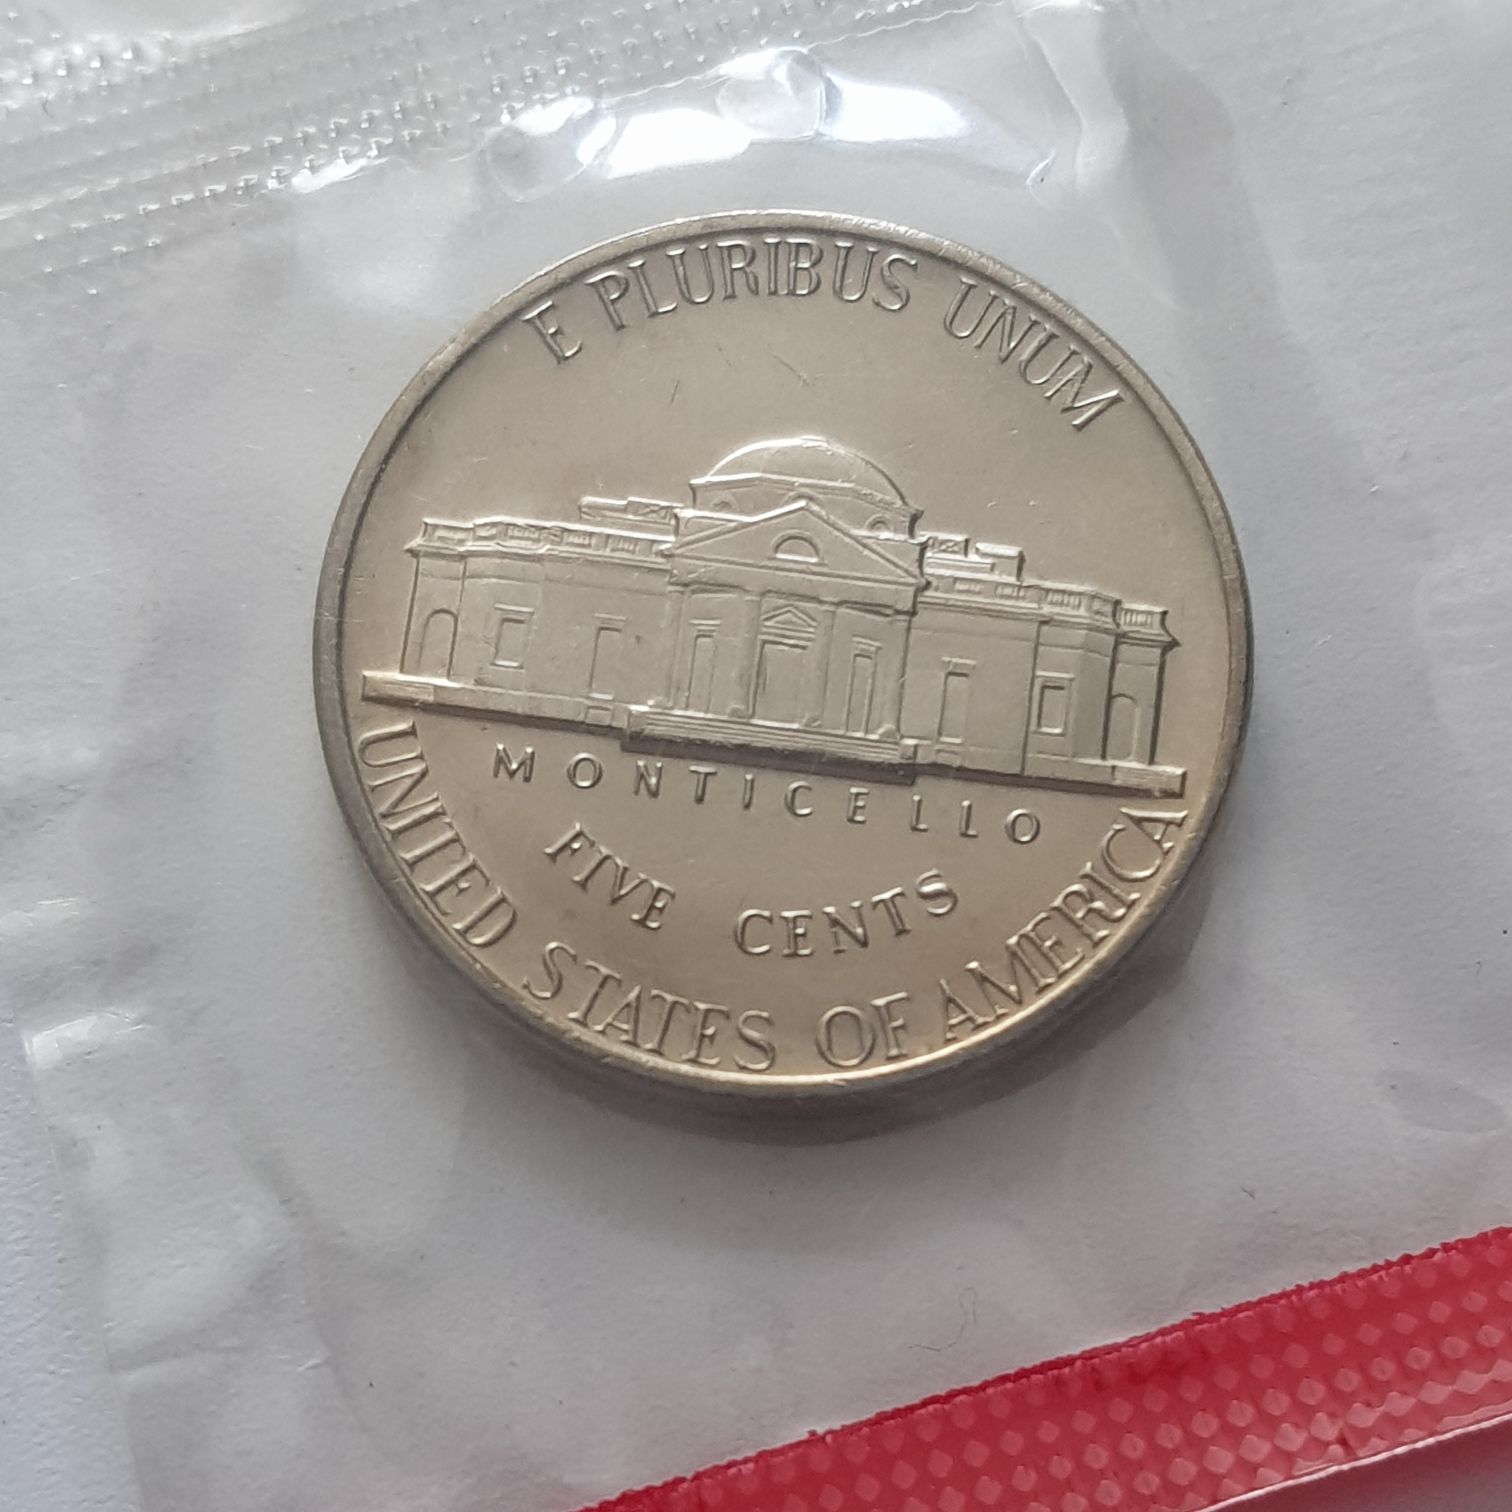 E PLURIBUS UNUM
MONTICELLO
FIVE CENTS
UNITED STATES OF AMERICA